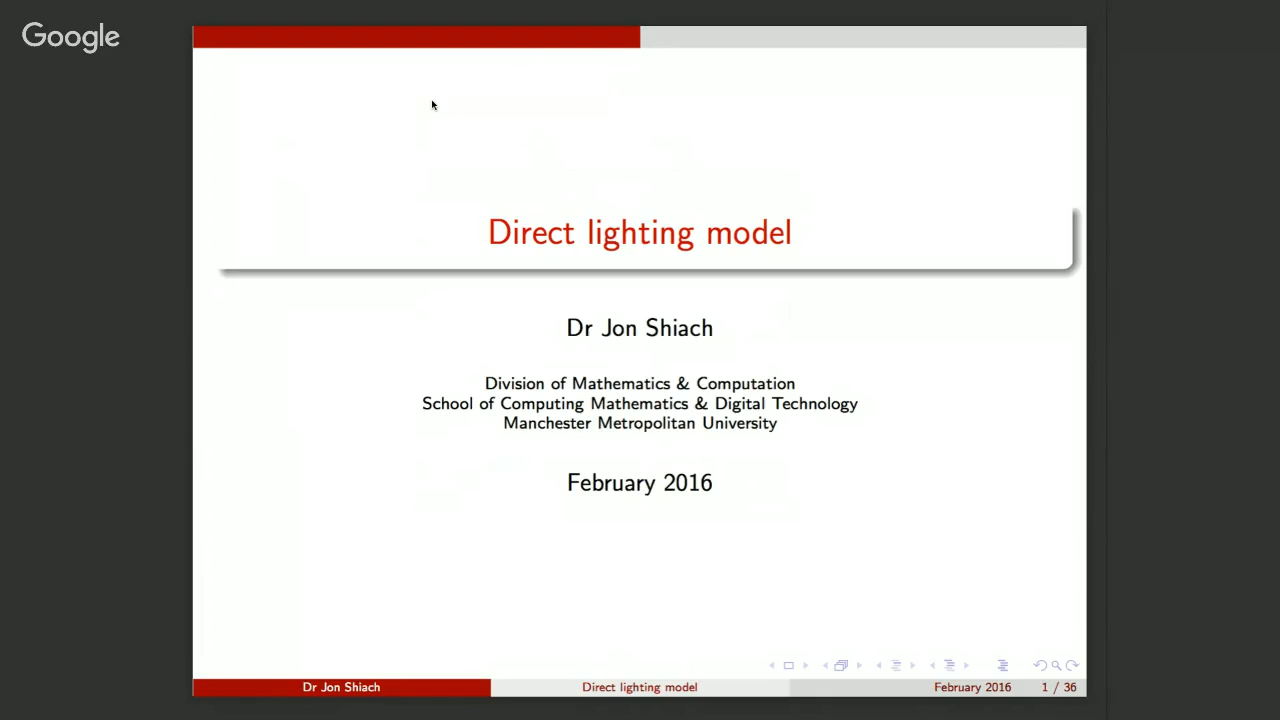 Google
Direct lighting model
Dr Jon Shiach
Division of Mathematics & Computation
School of Computing Mathematics & Digital Technology
Manchester Metropolitan University
February 2016
Dr Jon Shiach
Direct lighting model
February 2016
1 / 36